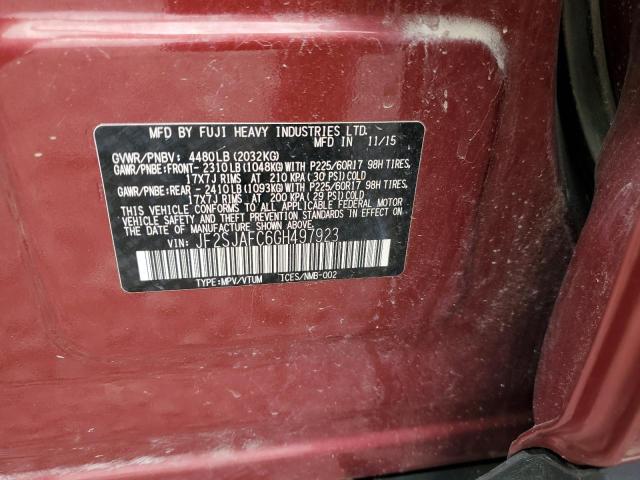 MFD BY FUJI HEAVY INDUSTRIES LTD.
MFD IN 11/15
GVWR/PNBV: 4480LB(2032KG)
GAWR/PNBE:FRONT- 2310LB(1048KG)WITH P225/60R17 98H TIRES,
17X7J RIMS AT 210 KPA(30 PSI)COLD
GAWR/PNBE:REAR - 2410LB(1093KG)WITH P225/60R17 98H TIRES,
17X7J RIMS AT 200 KPA(29 PSI)COLD
THIS VEHICLE CONFORMS TO ALL APPLICABLE FEDERAL MOTOR
VEHICLE SAFETY AND THEFT PREVENTION STANDARDS IN EFFECT
ON THE DATE OF MANUFACTURE SHOWN ABOVE.
VIN: JF2SJAFC6GH497923
TYPE:MPV/VTUM ICES/NMB-002